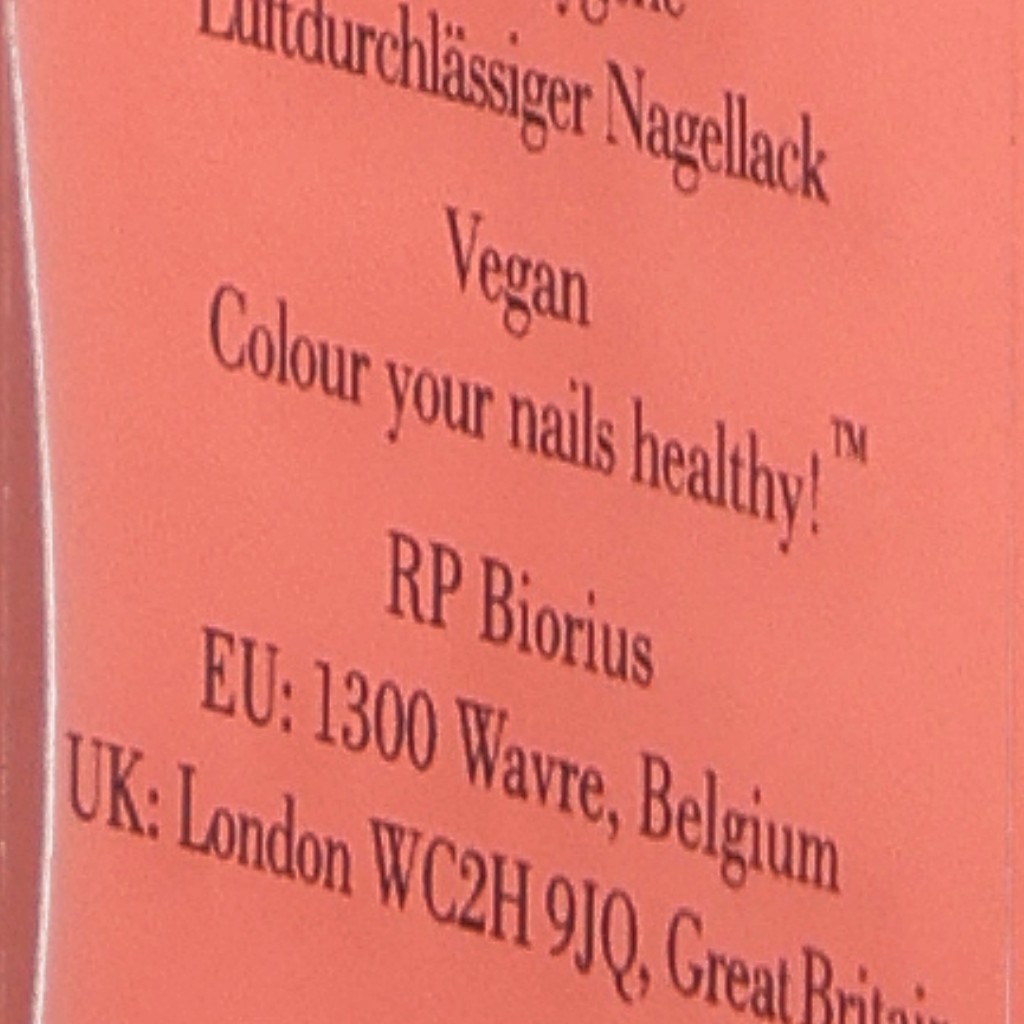 Luftdurchlässiger Nagellack
Vegan
Colour your nails healthy!™
RP Biorius
EU: 1300 Wavre, Belgium
UK: London WC2H 9JQ, Great Britain